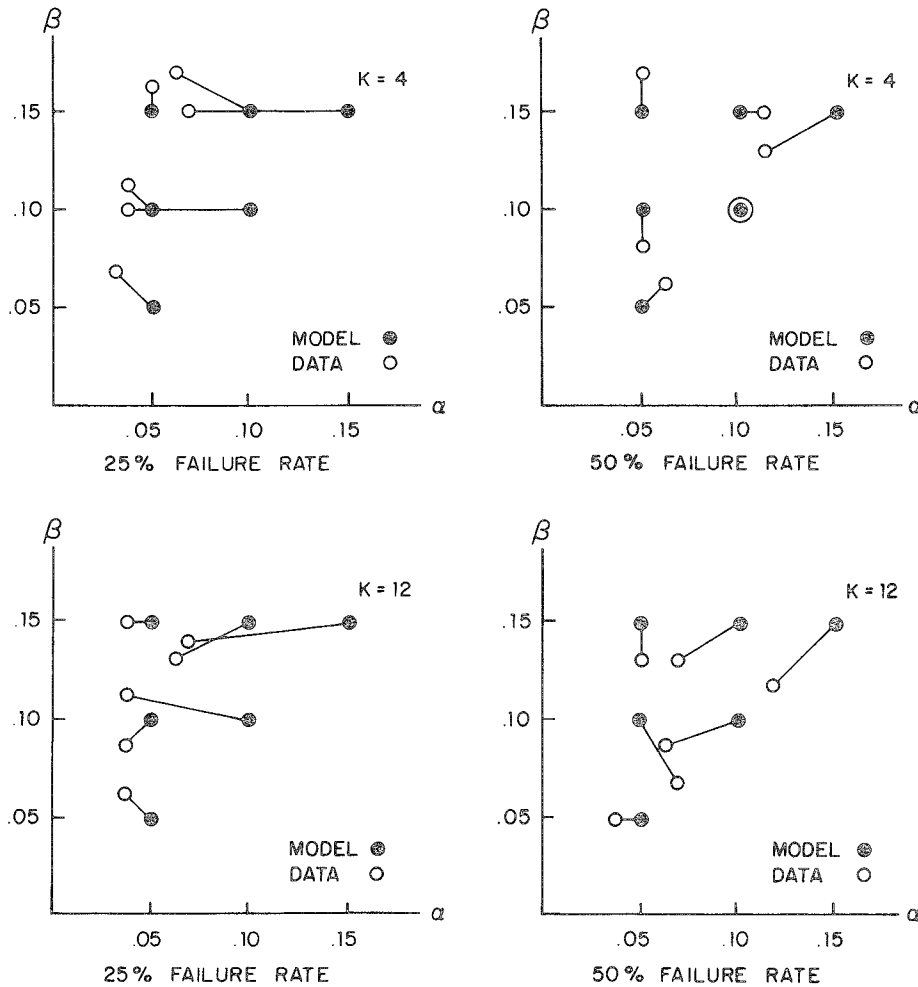 β
K = 4
.15
.10
.05
MODEL
DATA
α
.05 .10 .15
25% FAILURE RATE
β
K = 4
.15
.10
.05
MODEL
DATA
α
.05 .10 .15
50% FAILURE RATE
β
K = 12
.15
.10
.05
MODEL
DATA
α
.05 .10 .15
25% FAILURE RATE
β
K = 12
.15
.10
.05
MODEL
DATA
α
.05 .10 .15
50% FAILURE RATE